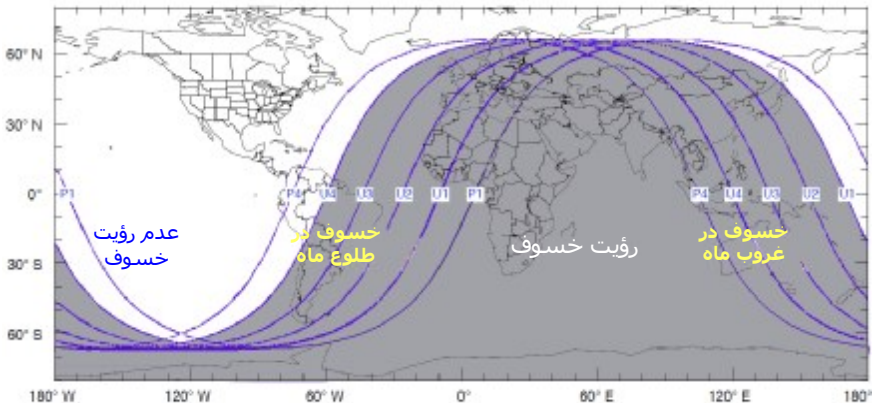 60° N
30° N
0°
30° S
60° S
P1 P4 U4 U3 U2 U1 P1 P4 U4 U3 U2 U1
عدم رؤیت
خسوف
خسوف در
طلوع ماه
رؤیت خسوف
خسوف در
غروب ماه
180° W 120° W 60° W 0° 60° E 120° E 180°